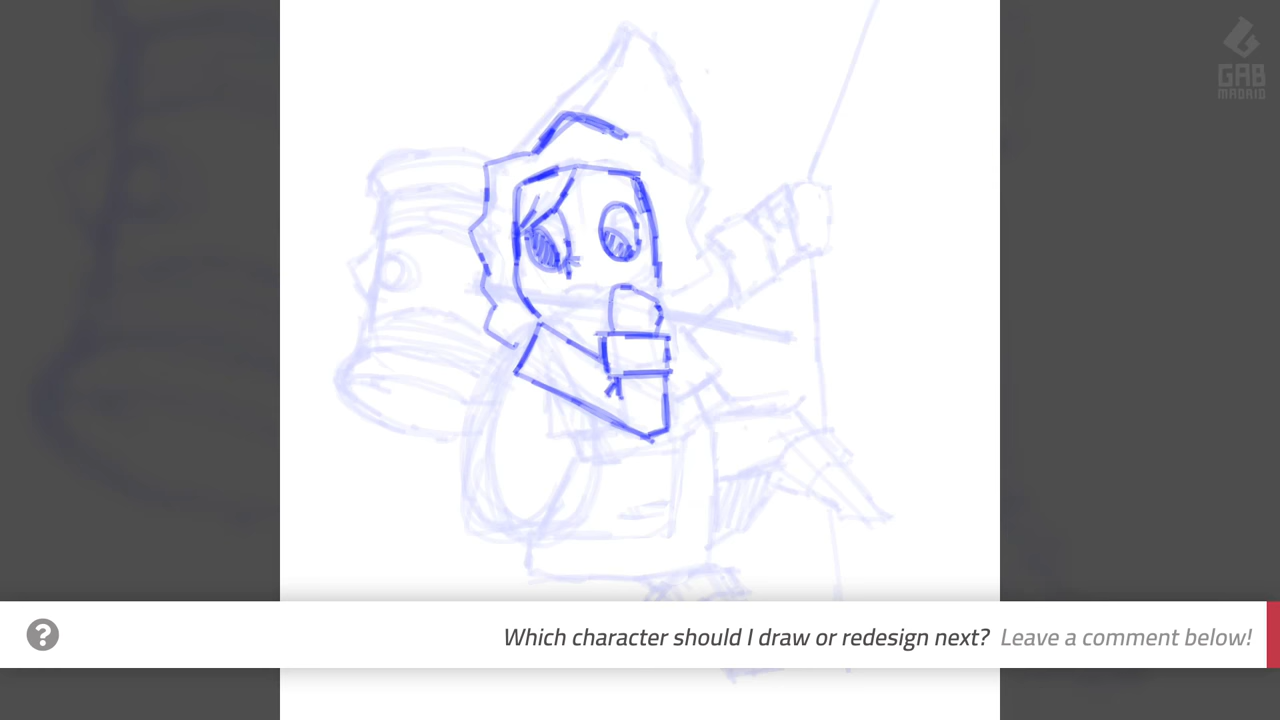 GAB
MADRID
?
Which character should I draw or redesign next? Leave a comment below!